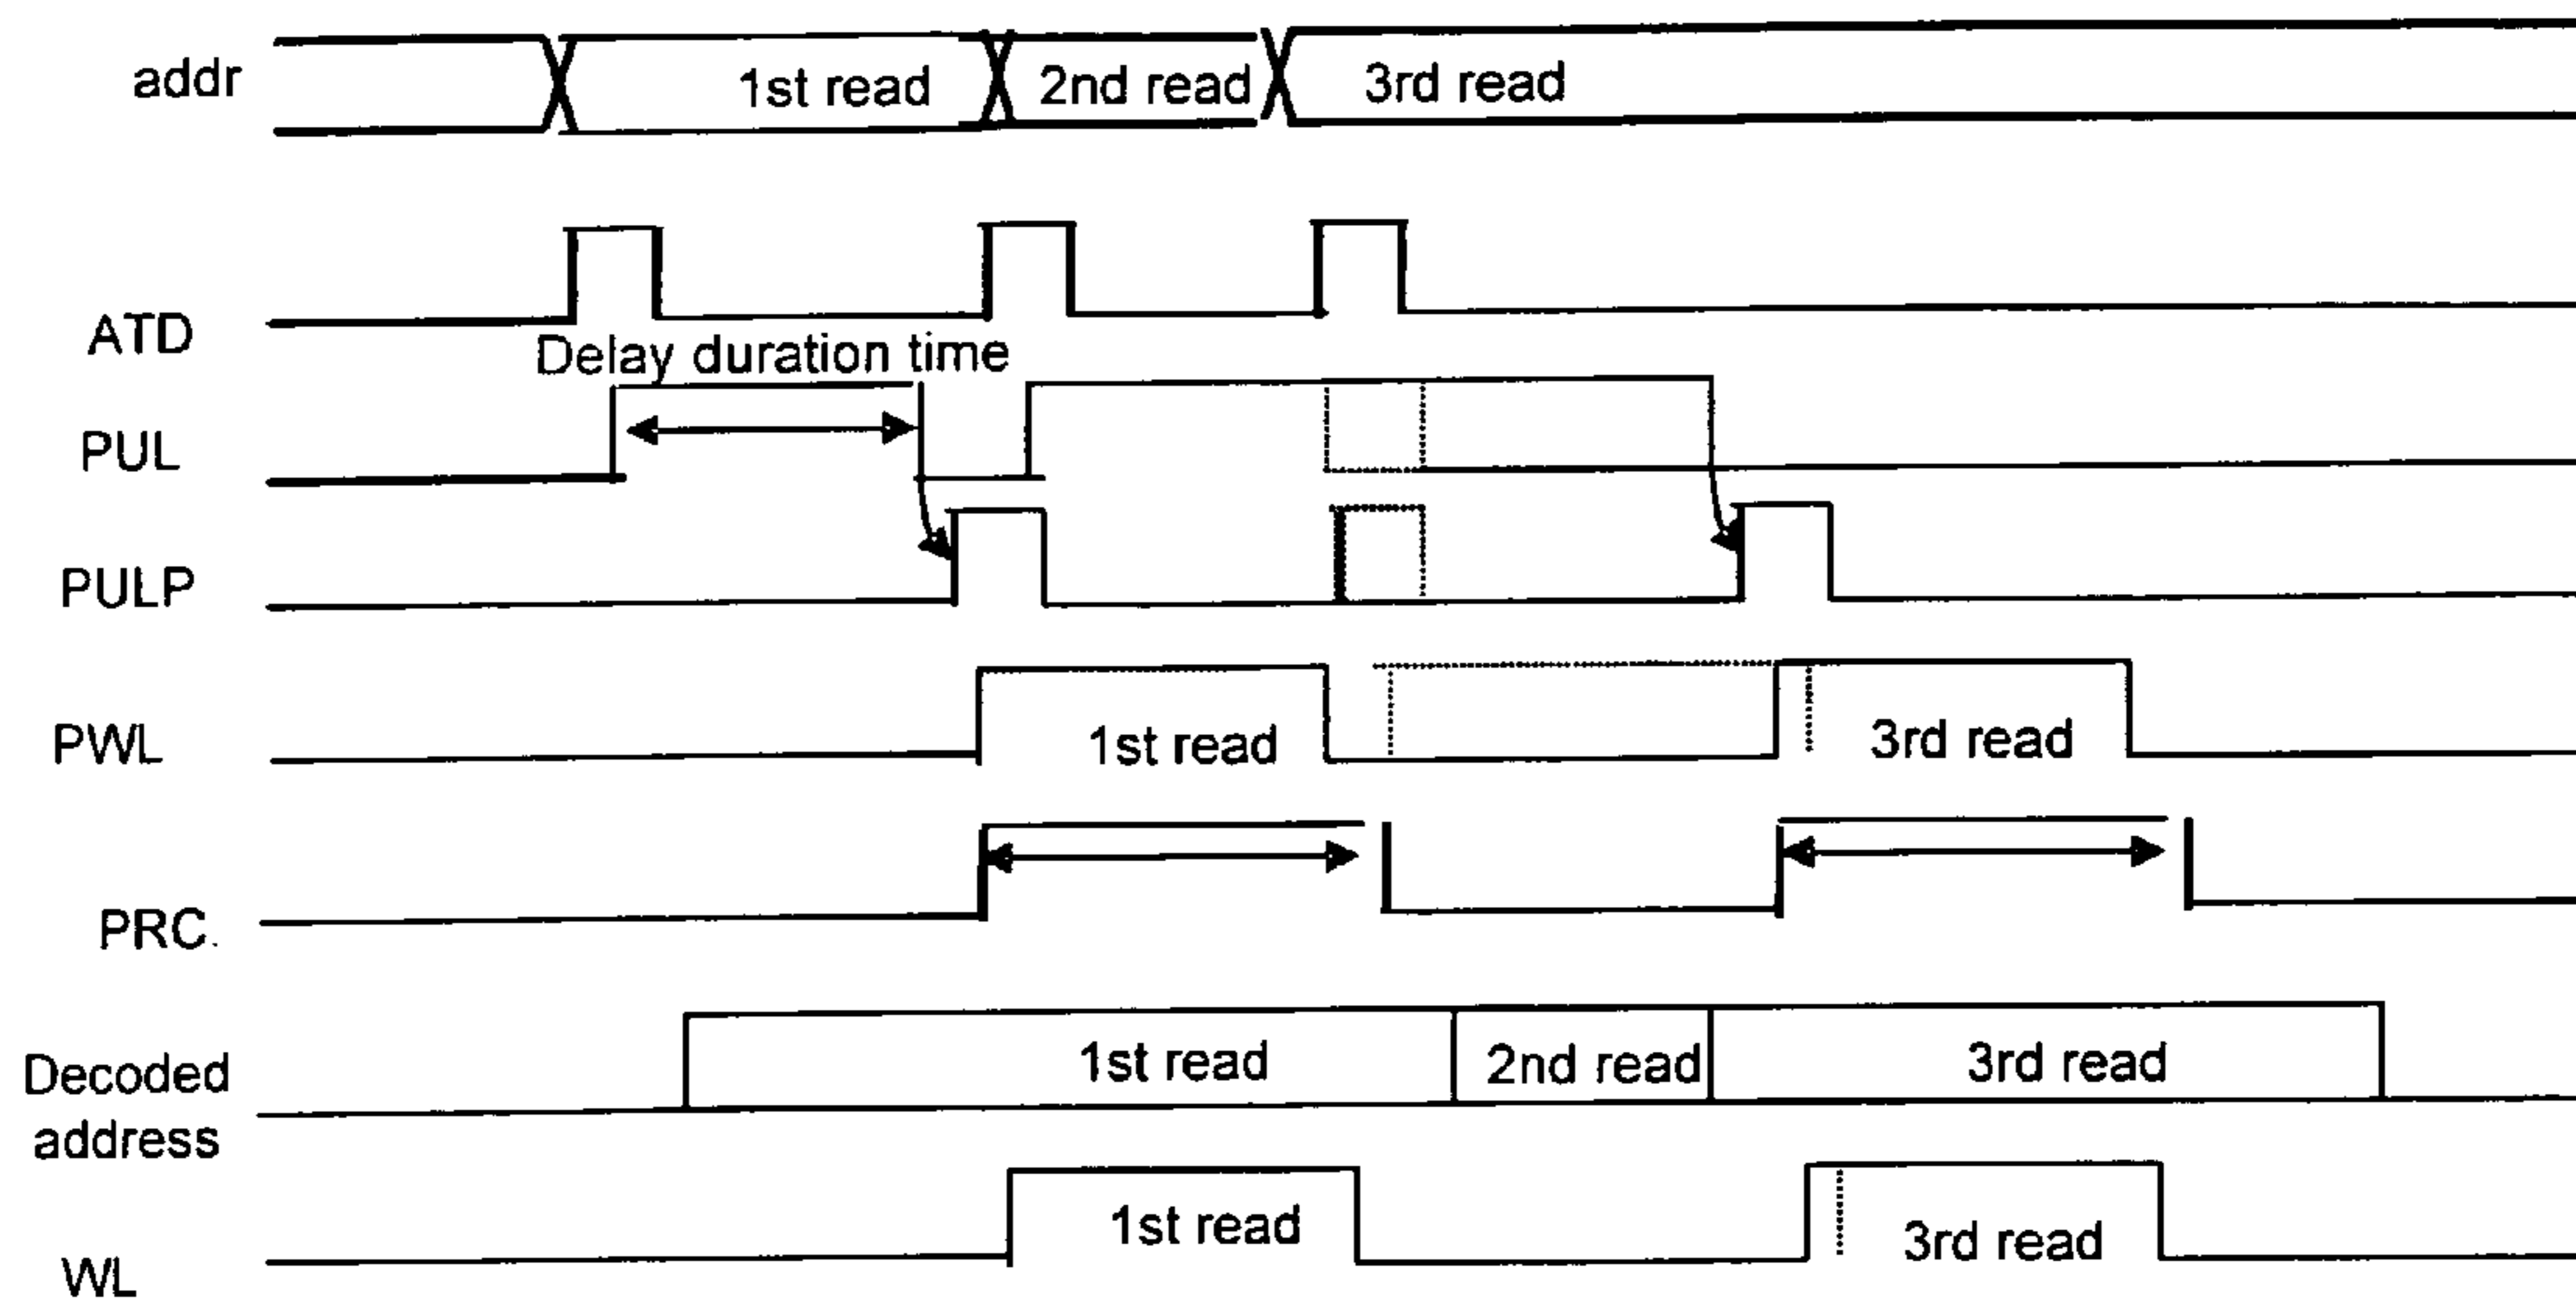 addr
1st read
2nd read
3rd read
ATD
Delay duration time
PUL
PULP
PWL
1st read
3rd read
PRC.
Decoded
address
1st read
2nd read
3rd read
WL
1st read
3rd read